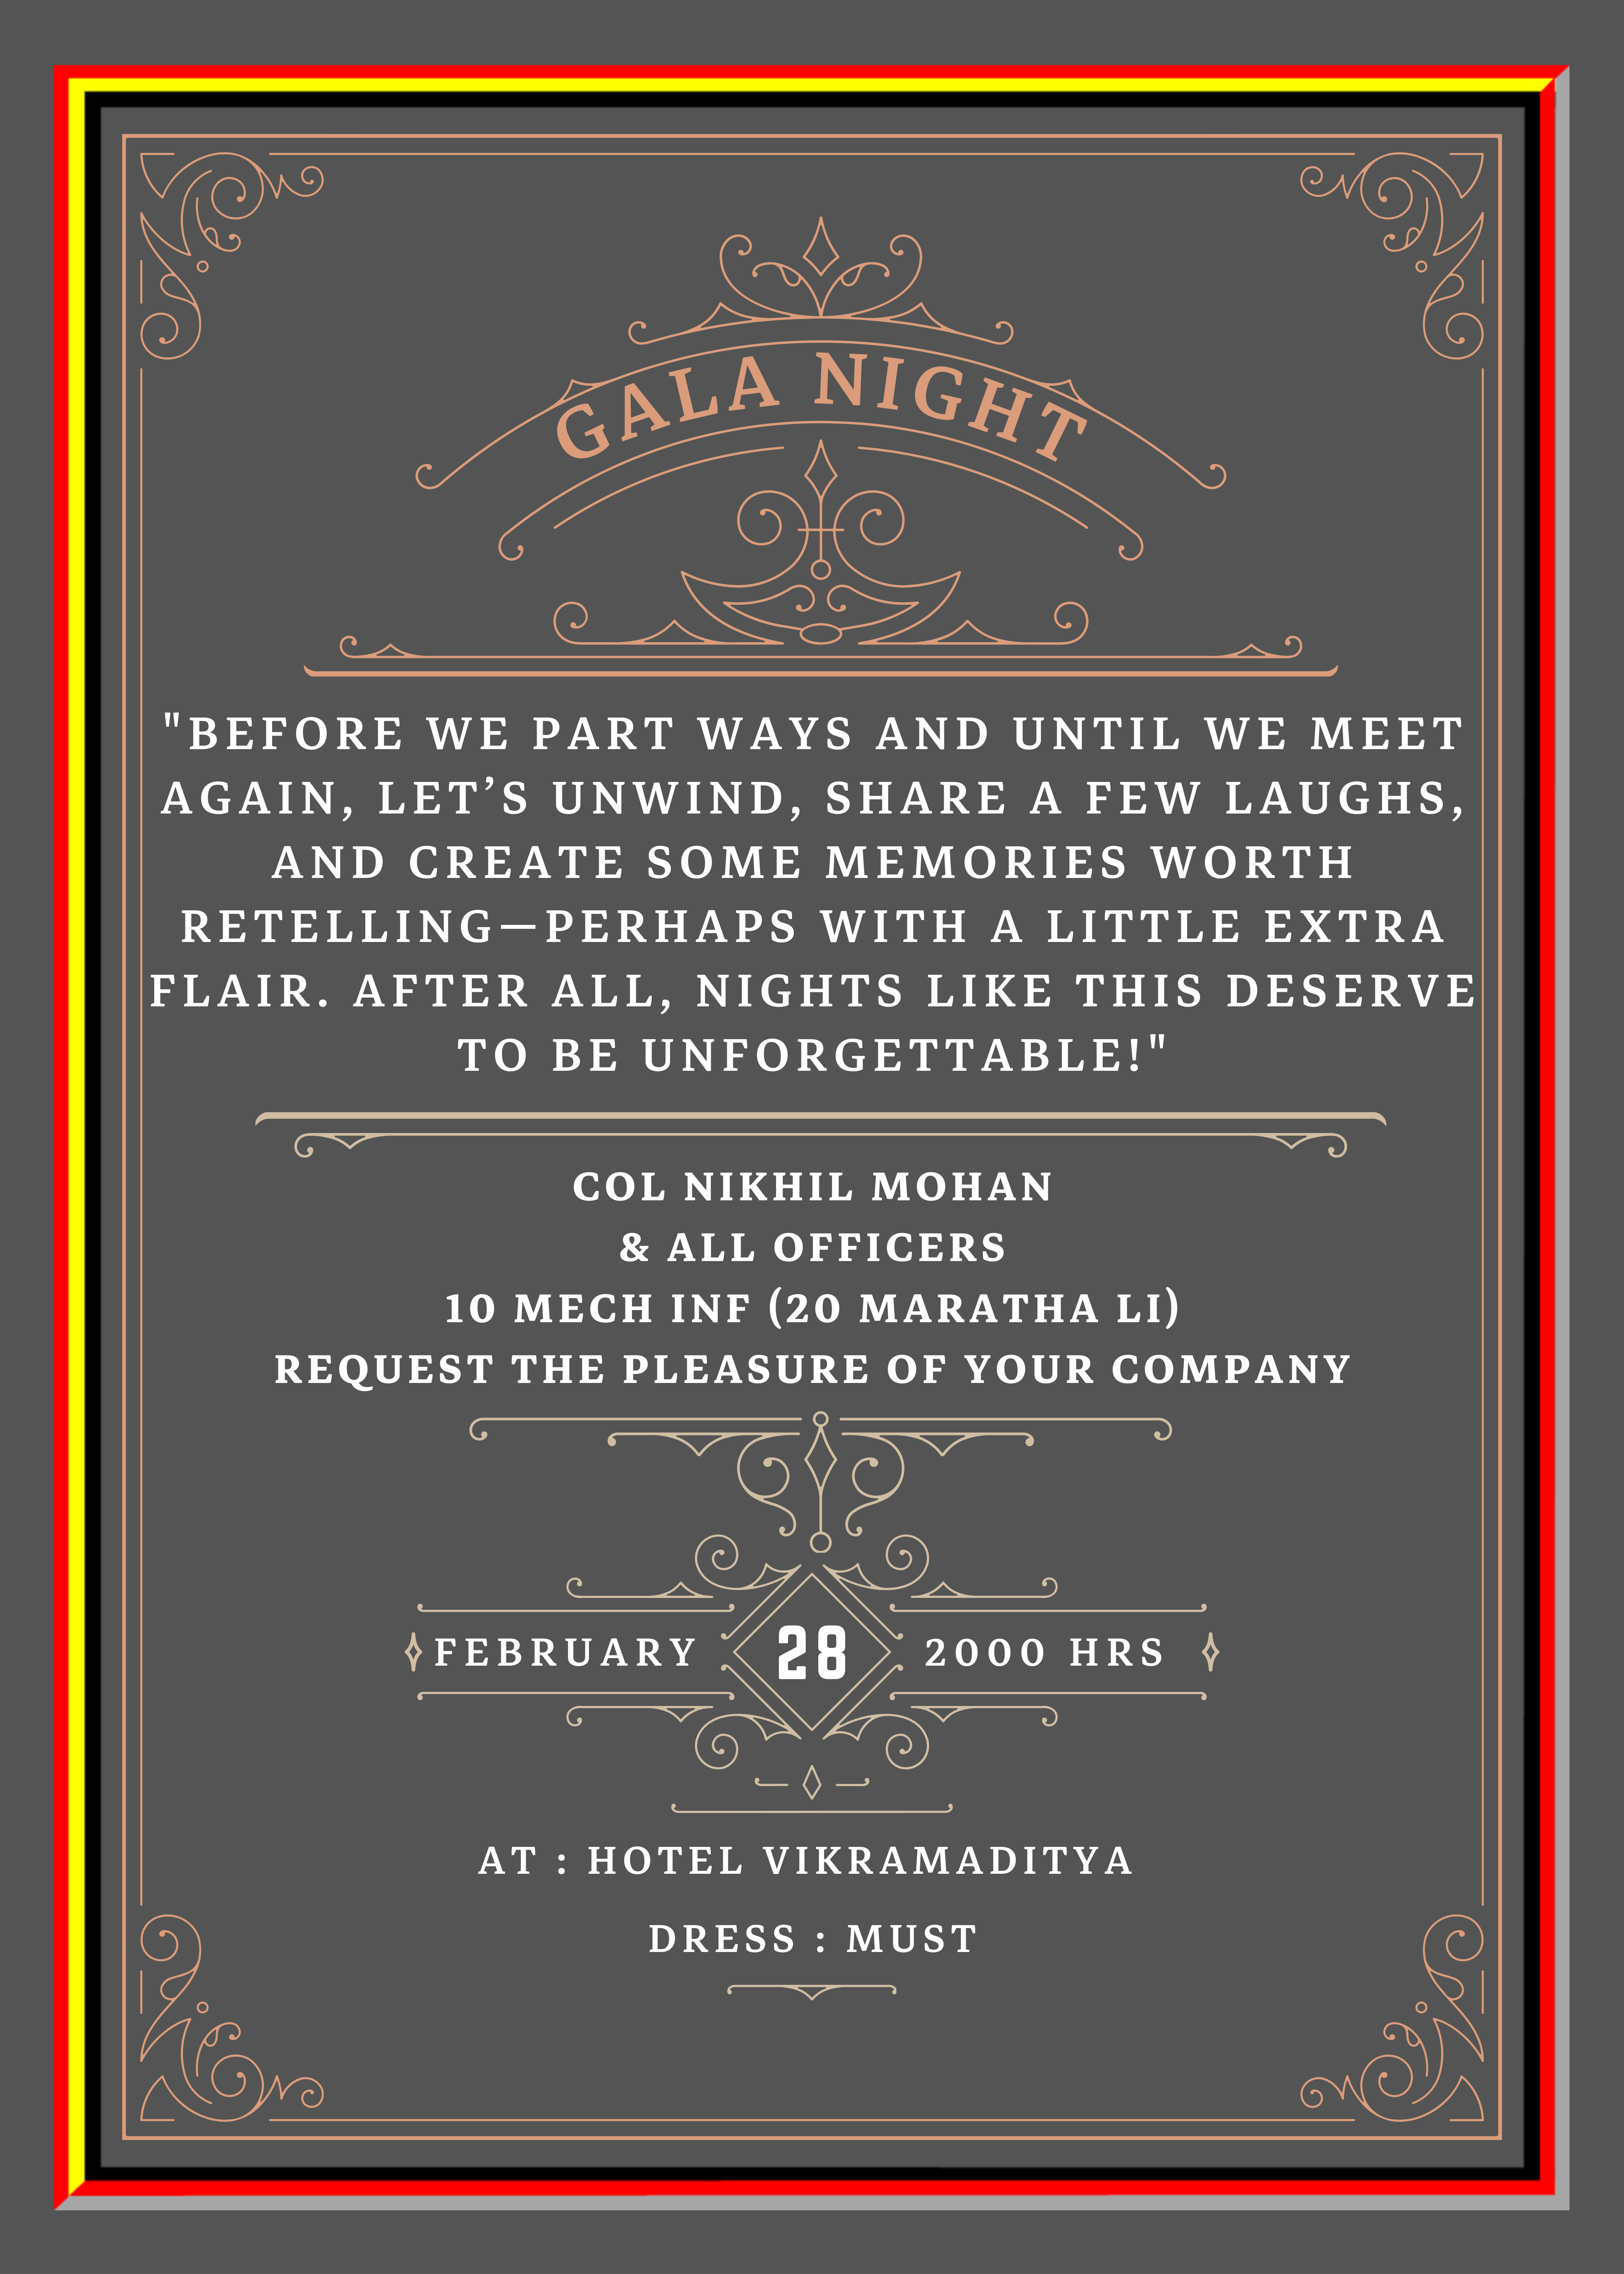 GALA NIGHT
"BEFORE WE PART WAYS AND UNTIL WE MEET
AGAIN, LET’S UNWIND, SHARE A FEW LAUGHS,
AND CREATE SOME MEMORIES WORTH
RETELLING—PERHAPS WITH A LITTLE EXTRA
FLAIR. AFTER ALL, NIGHTS LIKE THIS DESERVE
TO BE UNFORGETTABLE!"
COL NIKHIL MOHAN
& ALL OFFICERS
10 MECH INF (20 MARATHA LI)
REQUEST THE PLEASURE OF YOUR COMPANY
FEBRUARY 28 2000 HRS
AT : HOTEL VIKRAMADITYA
DRESS : MUST